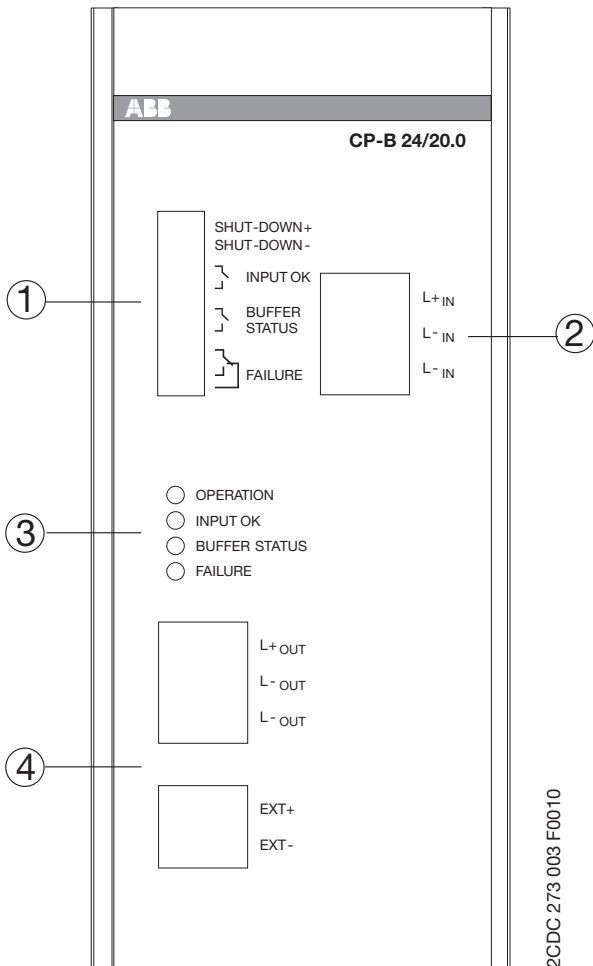 ABB
CP-B 24/20.0
SHUT-DOWN+
SHUT-DOWN-
INPUT OK
BUFFER
STATUS
FAILURE
1
L+ IN
L- IN
L- IN
2
OPERATION
INPUT OK
BUFFER STATUS
FAILURE
3
L+ OUT
L- OUT
L- OUT
4
EXT+
EXT-
2CDC 273 003 F0010